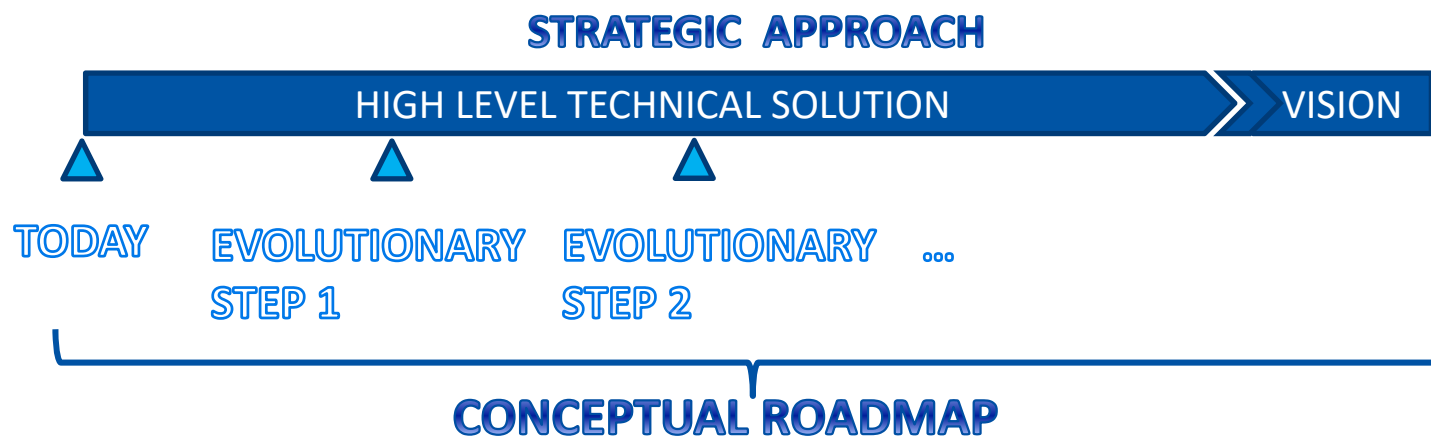 STRATEGIC APPROACH
HIGH LEVEL TECHNICAL SOLUTION
VISION
TODAY
EVOLUTIONARY
STEP 1
EVOLUTIONARY
STEP 2
...
CONCEPTUAL ROADMAP